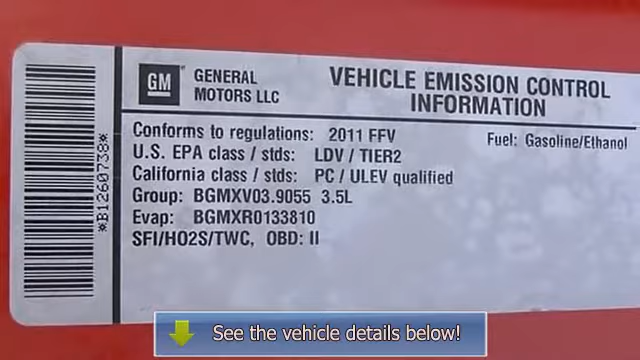 *B1260738*
GM
GENERAL
MOTORS LLC
VEHICLE EMISSION CONTROL
INFORMATION
Conforms to regulations: 2011 FFV
Fuel: Gasoline/Ethanol
U.S. EPA class / stds: LDV / TIER2
California class / stds: PC / ULEV qualified
Group: BGMXV03.9055 3.5L
Evap: BGMXR0133810
SFI/HO2S/TWC, OBD: II
See the vehicle details below!